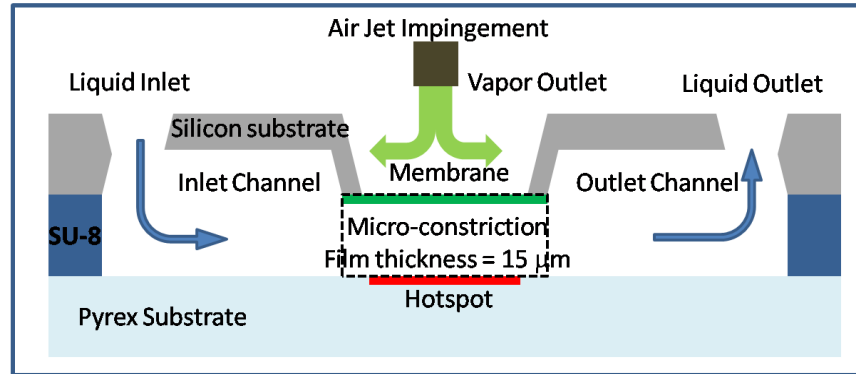 Air Jet Impingement
Liquid Inlet
Vapor Outlet
Liquid Outlet
Silicon substrate
Inlet Channel
Membrane
Outlet Channel
SU-8
Micro-constriction
Film thickness = 15 μm
Hotspot
Pyrex Substrate